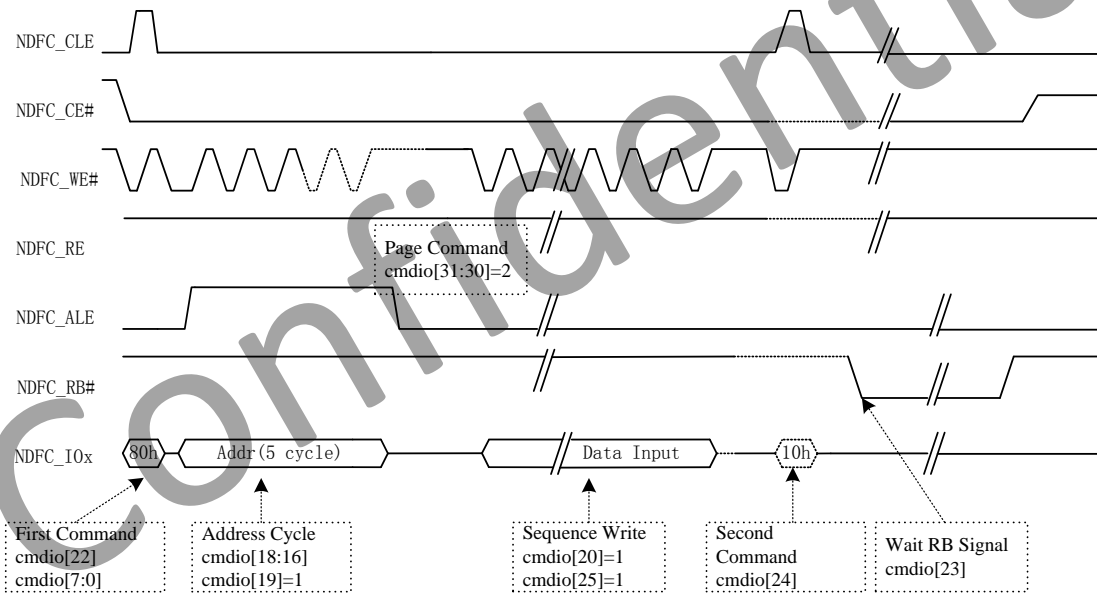 NDFC_CLE
NDFC_CE#
NDFC_WE#
NDFC_RE
Page Command
cmdio[31:30]=2
NDFC_ALE
NDFC_RB#
NDFC_IOx
80h
Addr(5 cycle)
Data Input
10h
First Command
cmdio[22]
cmdio[7:0]
Address Cycle
cmdio[18:16]
cmdio[19]=1
Sequence Write
cmdio[20]=1
cmdio[25]=1
Second
Command
cmdio[24]
Wait RB Signal
cmdio[23]
Confidential